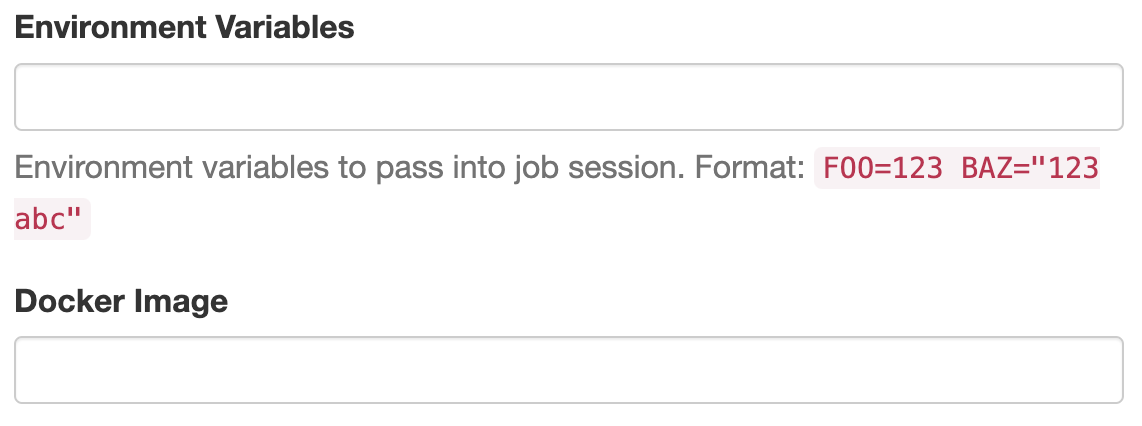 Environment Variables
Environment variables to pass into job session. Format: FOO=123 BAZ="123
abc"
Docker Image